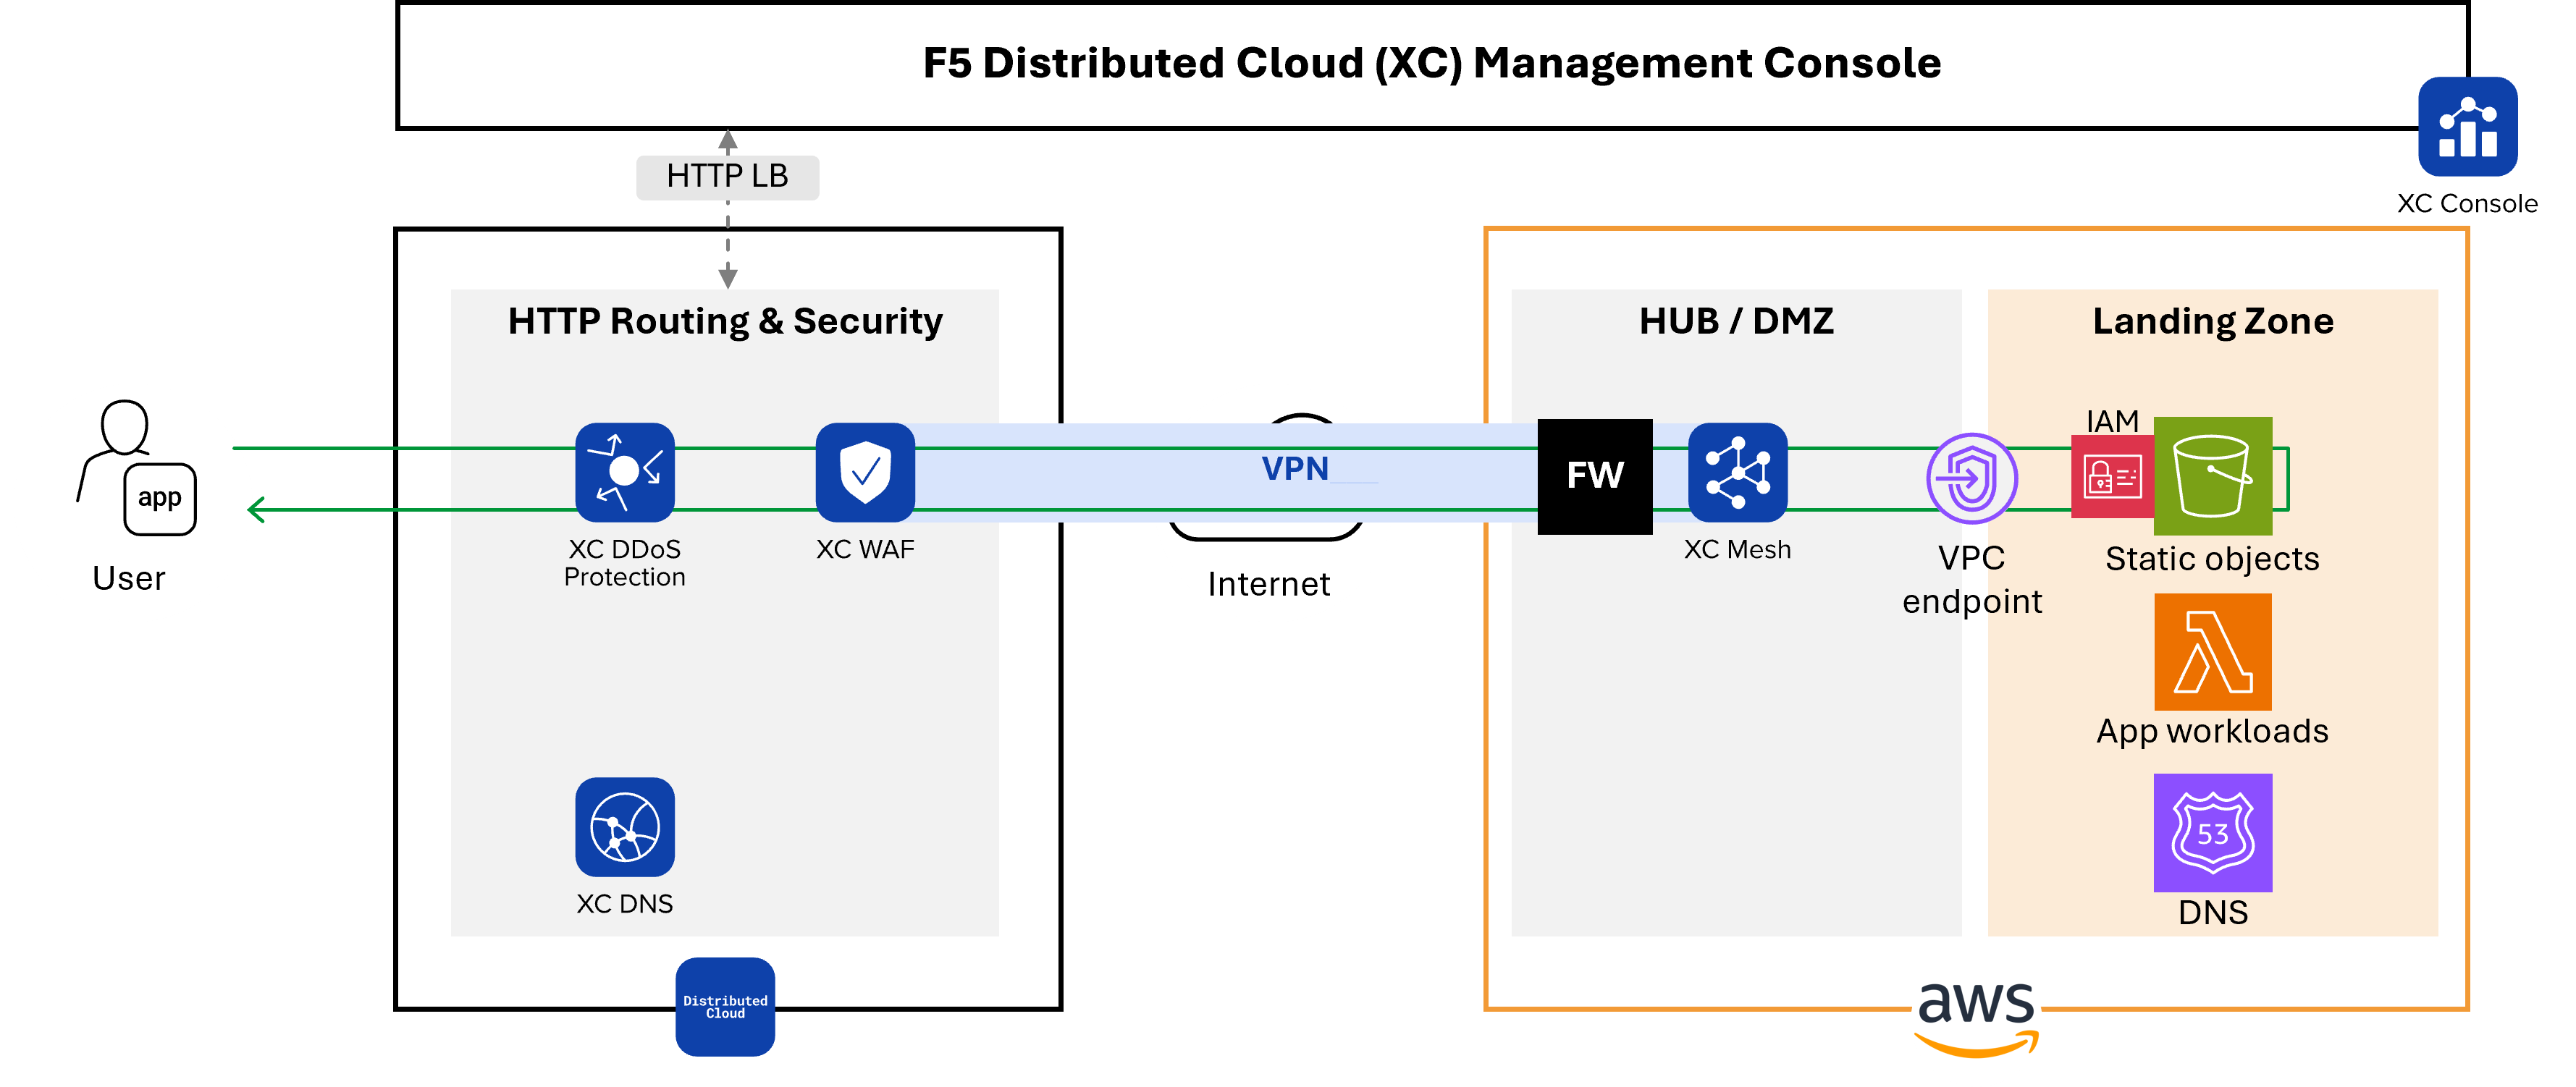 F5 Distributed Cloud (XC) Management Console
XC Console
HTTP LB
HTTP Routing & Security
HUB / DMZ
Landing Zone
app
User
XC DDoS
Protection
XC WAF
VPN
Internet
FW
XC Mesh
VPC
endpoint
IAM
Static objects
App workloads
53
DNS
XC DNS
Distributed
Cloud
aws